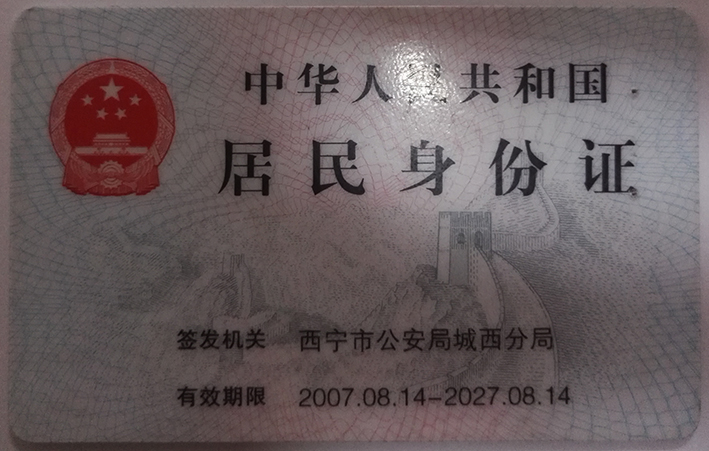 中华人民共和国
居民身份证
签发机关 西宁市公安局城西分局
有效期限 2007.08.14-2027.08.14